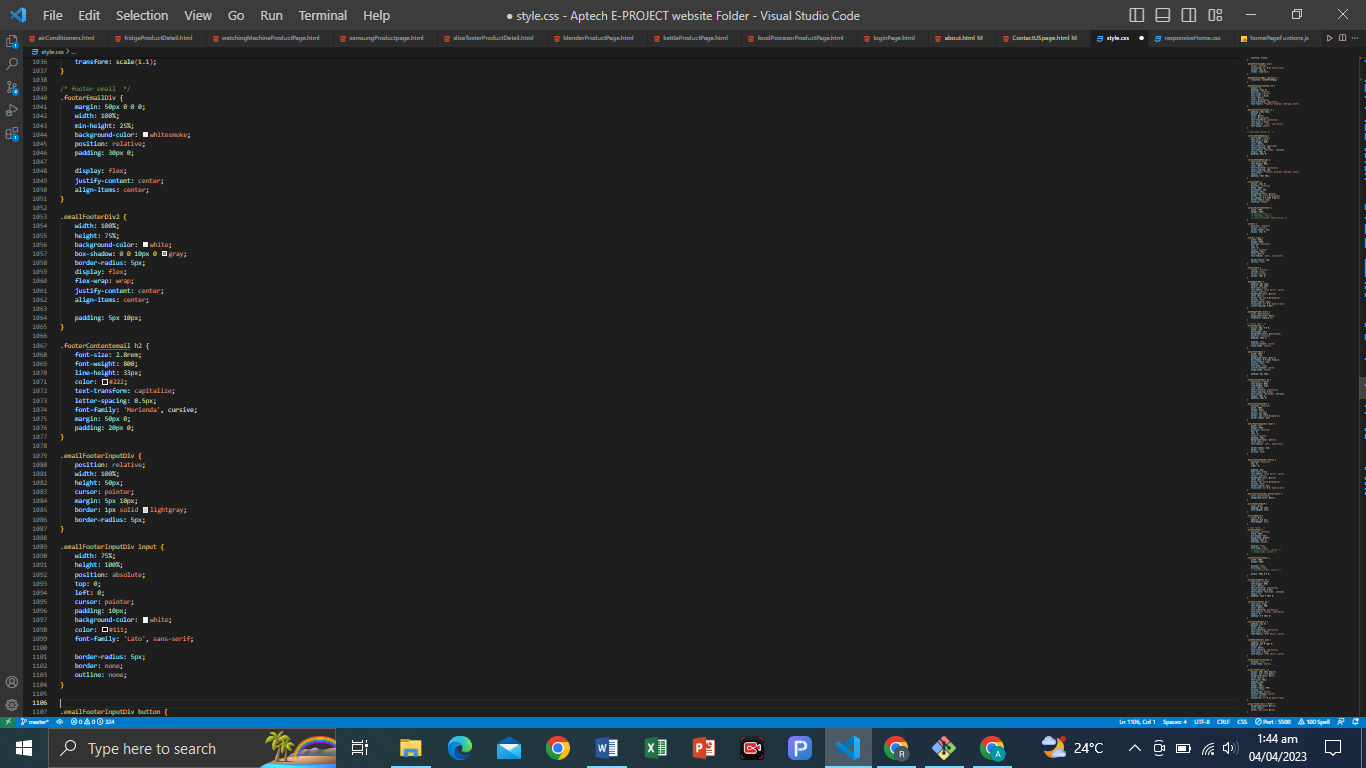 File Edit Selection View Go Run Terminal Help
● style.css - Aptech E-PROJECT website Folder - Visual Studio Code
airConditioners.html fridgeProductDetail.html watchingMachineProductPage.html samsungProductpage.html sliceTosterProductDetail.html blenderProductPage.html kettleProductPage.html foodProcersorProductPage.html loginPage.html about.html M ContactUSpage.html M style.css ● responsiveHome.css homePageFuntions.js
style.css > ...
1036 transform: scale(1.1);
1037 }
1038
1039 /* footer email */
1040 .footerEmailDiv {
1041 margin: 50px 0 0 0;
1042 width: 100%;
1043 min-height: 25%;
1044 background-color: whitesmoke;
1045 position: relative;
1046 padding: 30px 0;
1047
1048 display: flex;
1049 justify-content: center;
1050 align-items: center;
1051 }
1052
1053 .emailFooterDiv2 {
1054 width: 100%;
1055 height: 75%;
1056 background-color: white;
1057 box-shadow: 0 0 10px 0 gray;
1058 border-radius: 5px;
1059 display: flex;
1060 flex-wrap: wrap;
1061 justify-content: center;
1062 align-items: center;
1063
1064 padding: 5px 10px;
1065 }
1066
1067 .footerContentemail h2 {
1068 font-size: 2.8rem;
1069 font-weight: 800;
1070 line-height: 33px;
1071 color: #222;
1072 text-transform: capitalize;
1073 letter-spacing: 0.5px;
1074 font-family: 'Merienda', cursive;
1075 margin: 50px 0;
1076 padding: 20px 0;
1077 }
1078
1079 .emailFooterInputDiv {
1080 position: relative;
1081 width: 100%;
1082 height: 50px;
1083 cursor: pointer;
1084 margin: 5px 10px;
1085 border: 1px solid lightgray;
1086 border-radius: 5px;
1087 }
1088
1089 .emailFooterInputDiv input {
1090 width: 75%;
1091 height: 100%;
1092 position: absolute;
1093 top: 0;
1094 left: 0;
1095 cursor: pointer;
1096 padding: 10px;
1097 background-color: white;
1098 color: #111;
1099 font-family: 'Lato', sans-serif;
1100
1101 border-radius: 5px;
1102 border: none;
1103 outline: none;
1104 }
1105
1106
1107 .emailFooterInputDiv button {
master* 0 0 324 Ln 1106, Col 1 Spaces: 4 UTF-8 CRLF CSS Port : 5500 100 Spell
Type here to search 24°C 1:44 am
04/04/2023